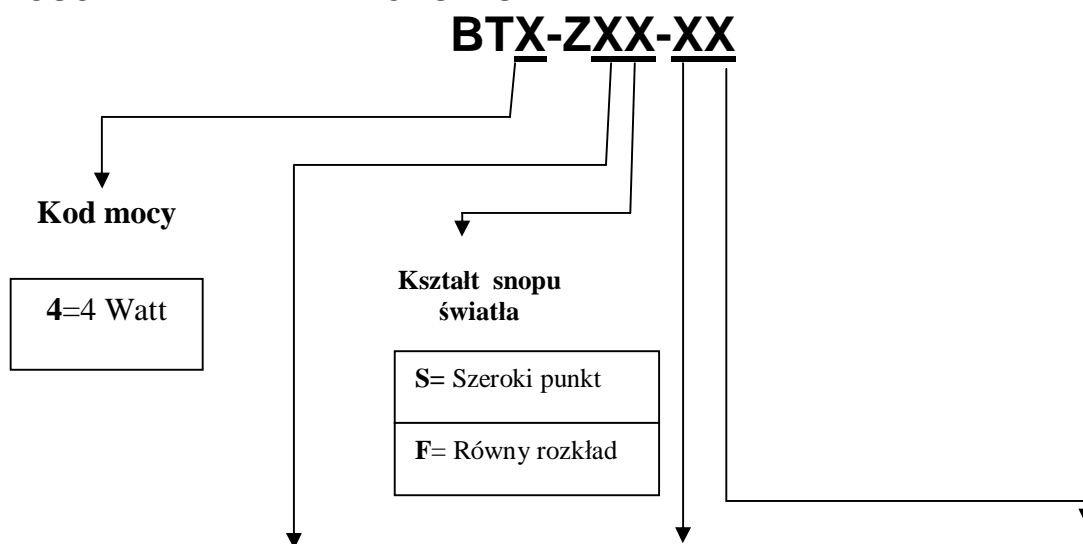 BTX-ZXX-XX
Kod mocy
4=4 Watt
Kształt snopu
światła
S= Szeroki punkt
F= Równy rozkład